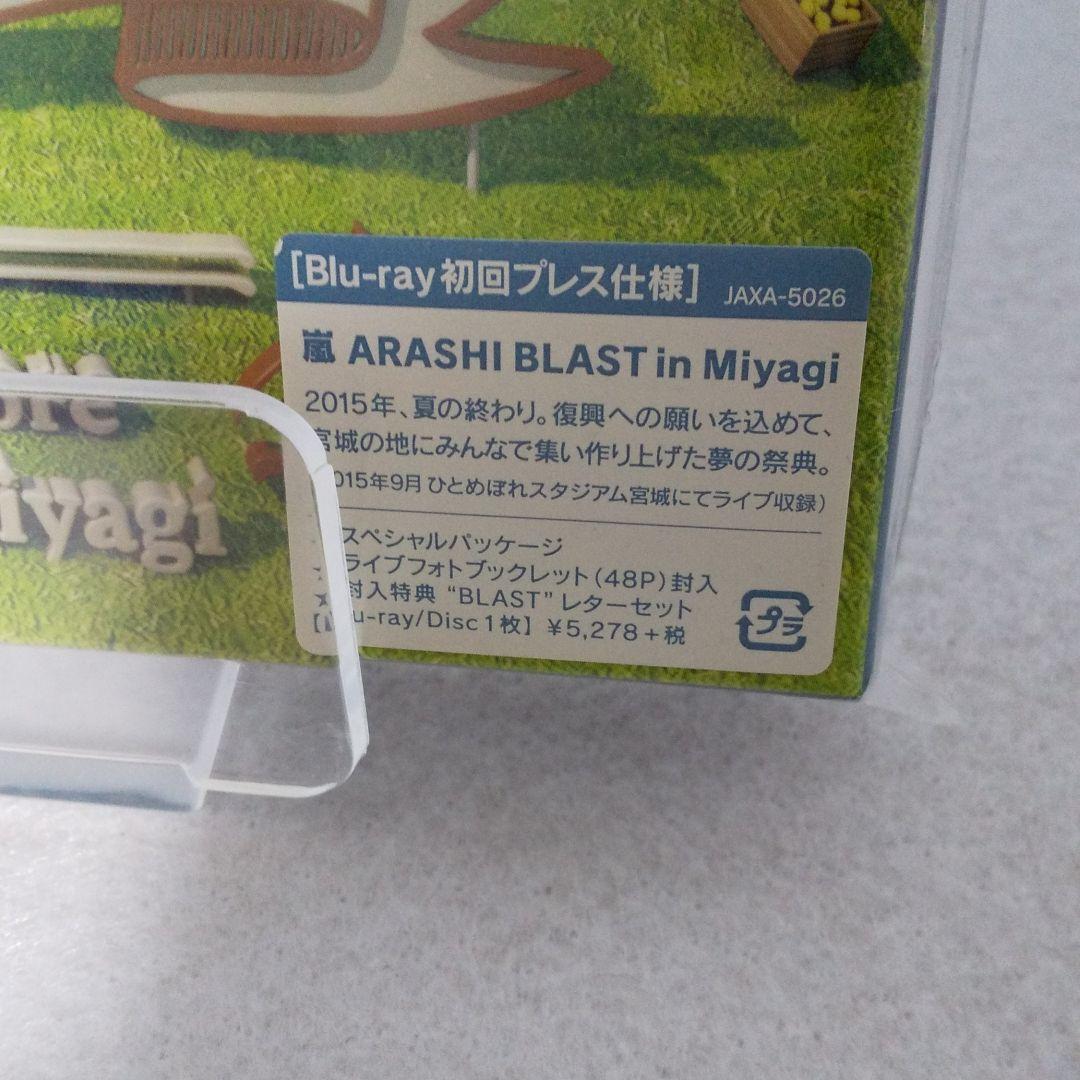 [Blu-ray初回プレス仕様] JAXA-5026
嵐 ARASHI BLAST in Miyagi
2015年、夏の終わり。復興への願いを込めて、
宮城の地にみんなで集い作り上げた夢の祭典。
015年9月 ひとめぼれスタジアム宮城にてライブ収録)
スペシャルパッケージ
ライブフォトブックレット(48P)封入
★封入特典 “BLAST”レターセット
【Blu-ray/Disc1枚】 ¥5,278+税
プラ
ore
iyagi